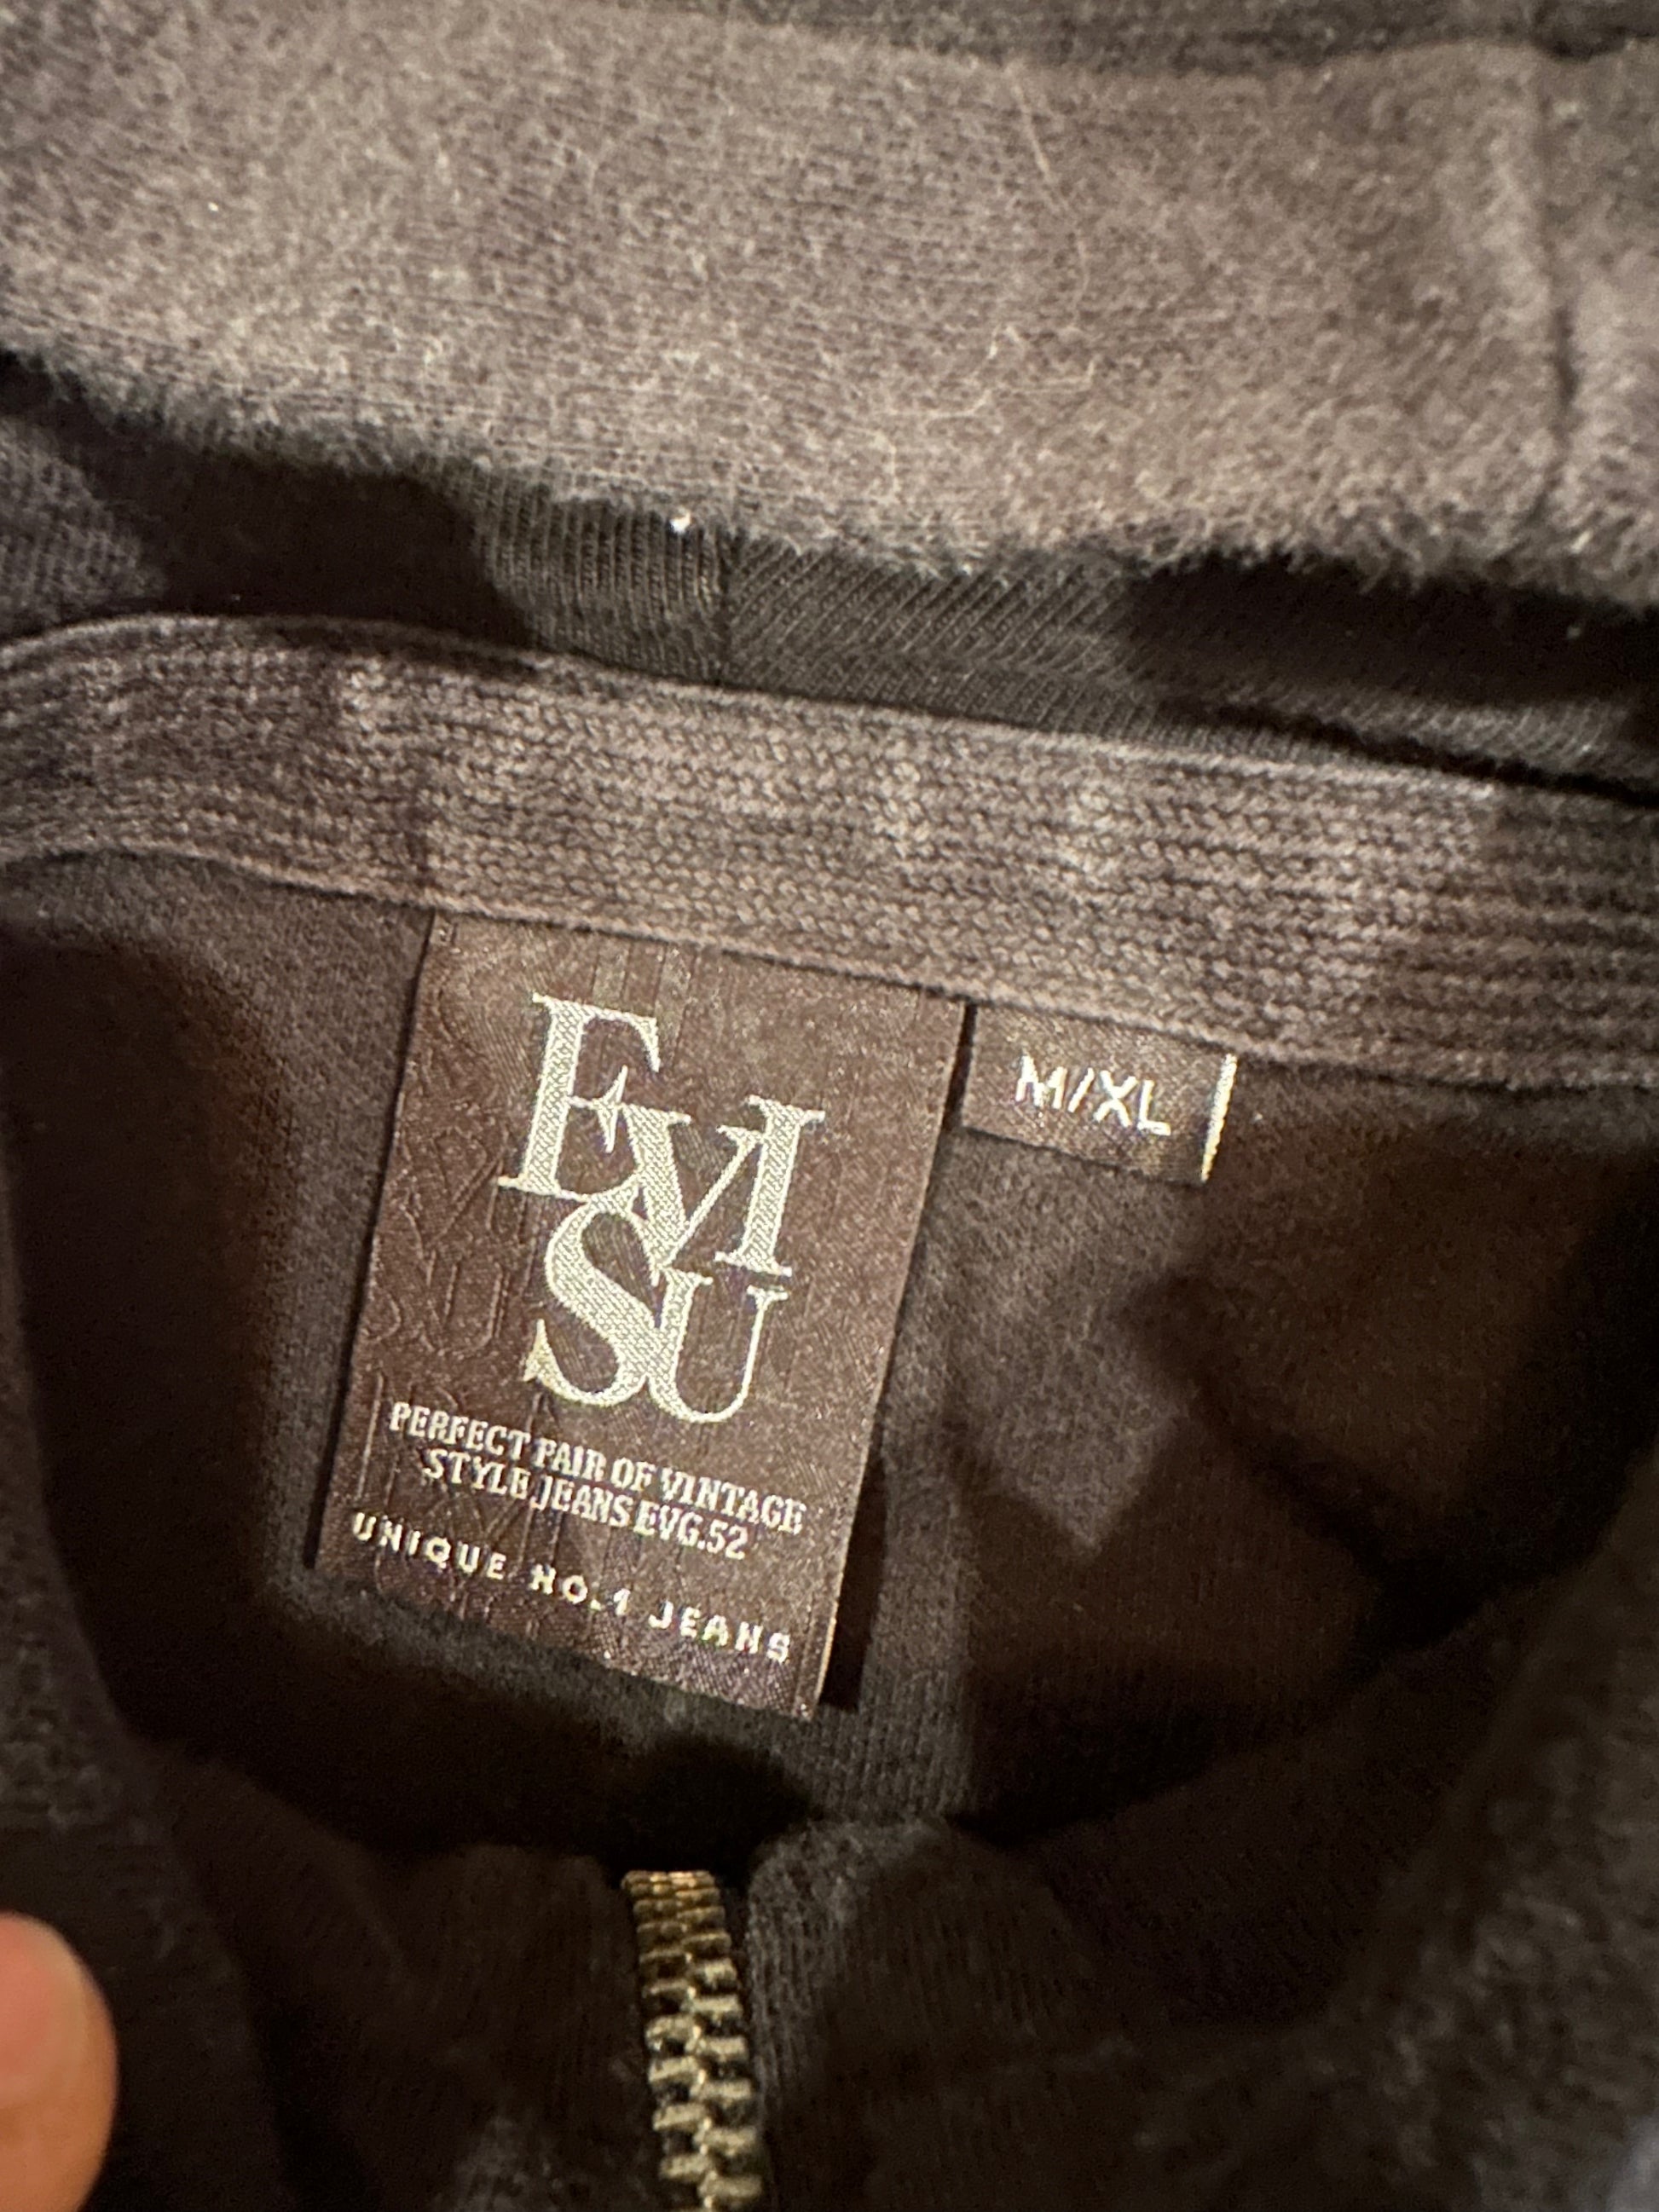 EVISU
PERFECT PAIR OF VINTAGE
STYLE JEANS EVG.52
UNIQUE NO.1 JEANS
M/XL